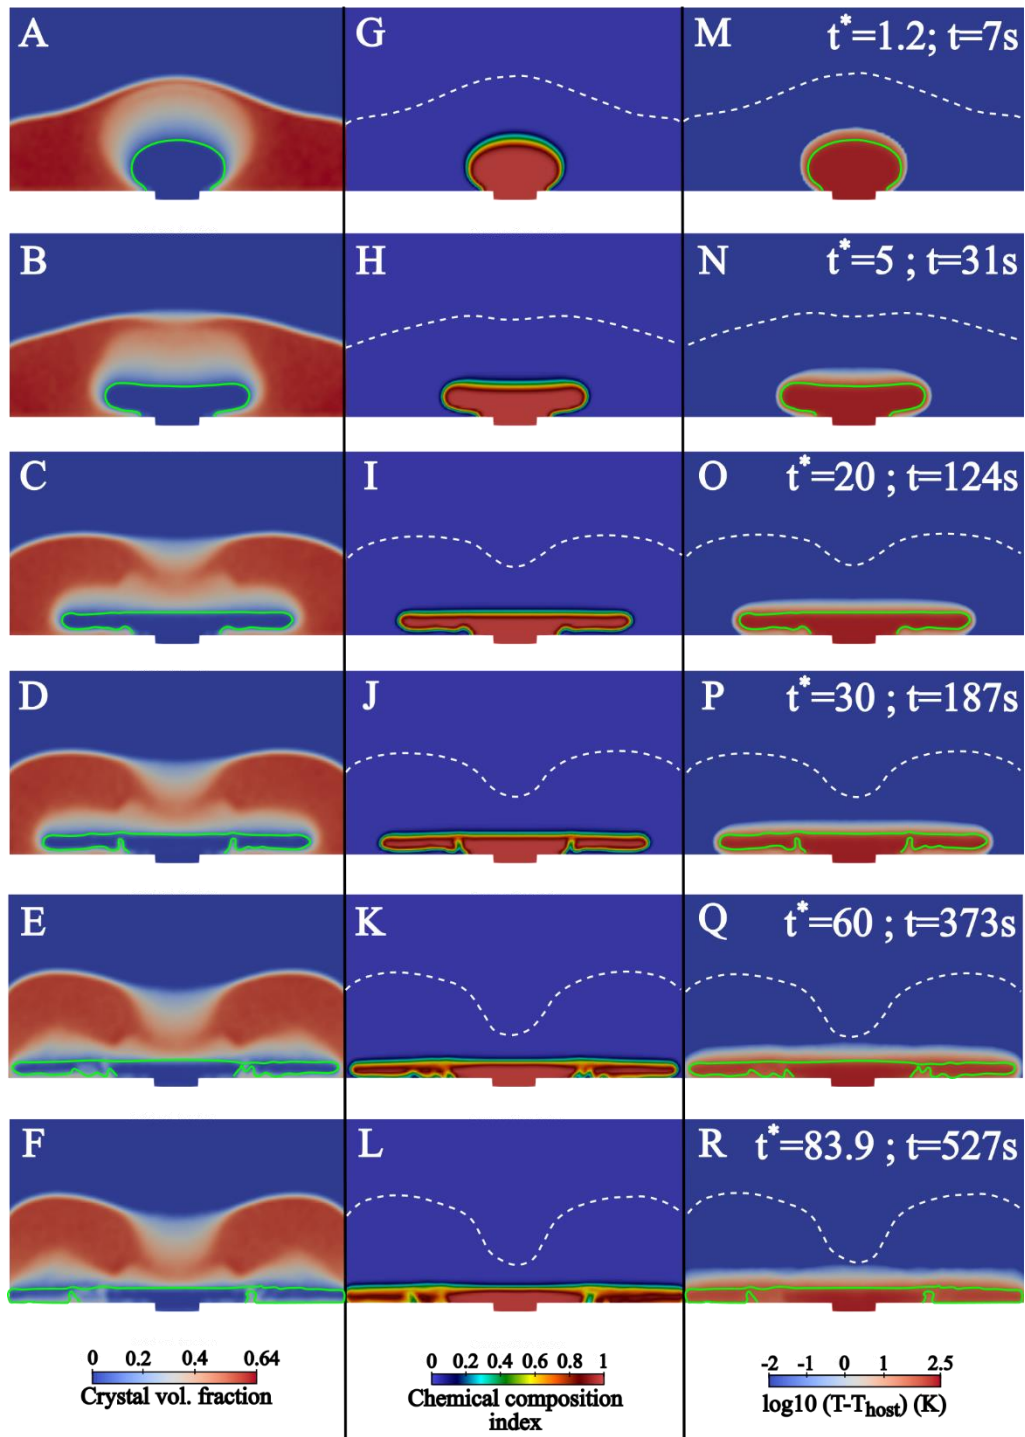 A G M t*=1.2; t=7s
B H N t*=5 ; t=31s
C I O t*=20 ; t=124s
D J P t*=30 ; t=187s
E K Q t*=60 ; t=373s
F L R t*=83.9 ; t=527s
0 0.2 0.4 0.64
Crystal vol. fraction
0 0.2 0.4 0.6 0.8 1
Chemical composition
index
-2 -1 0 1 2.5
log10 (T-Thost) (K)